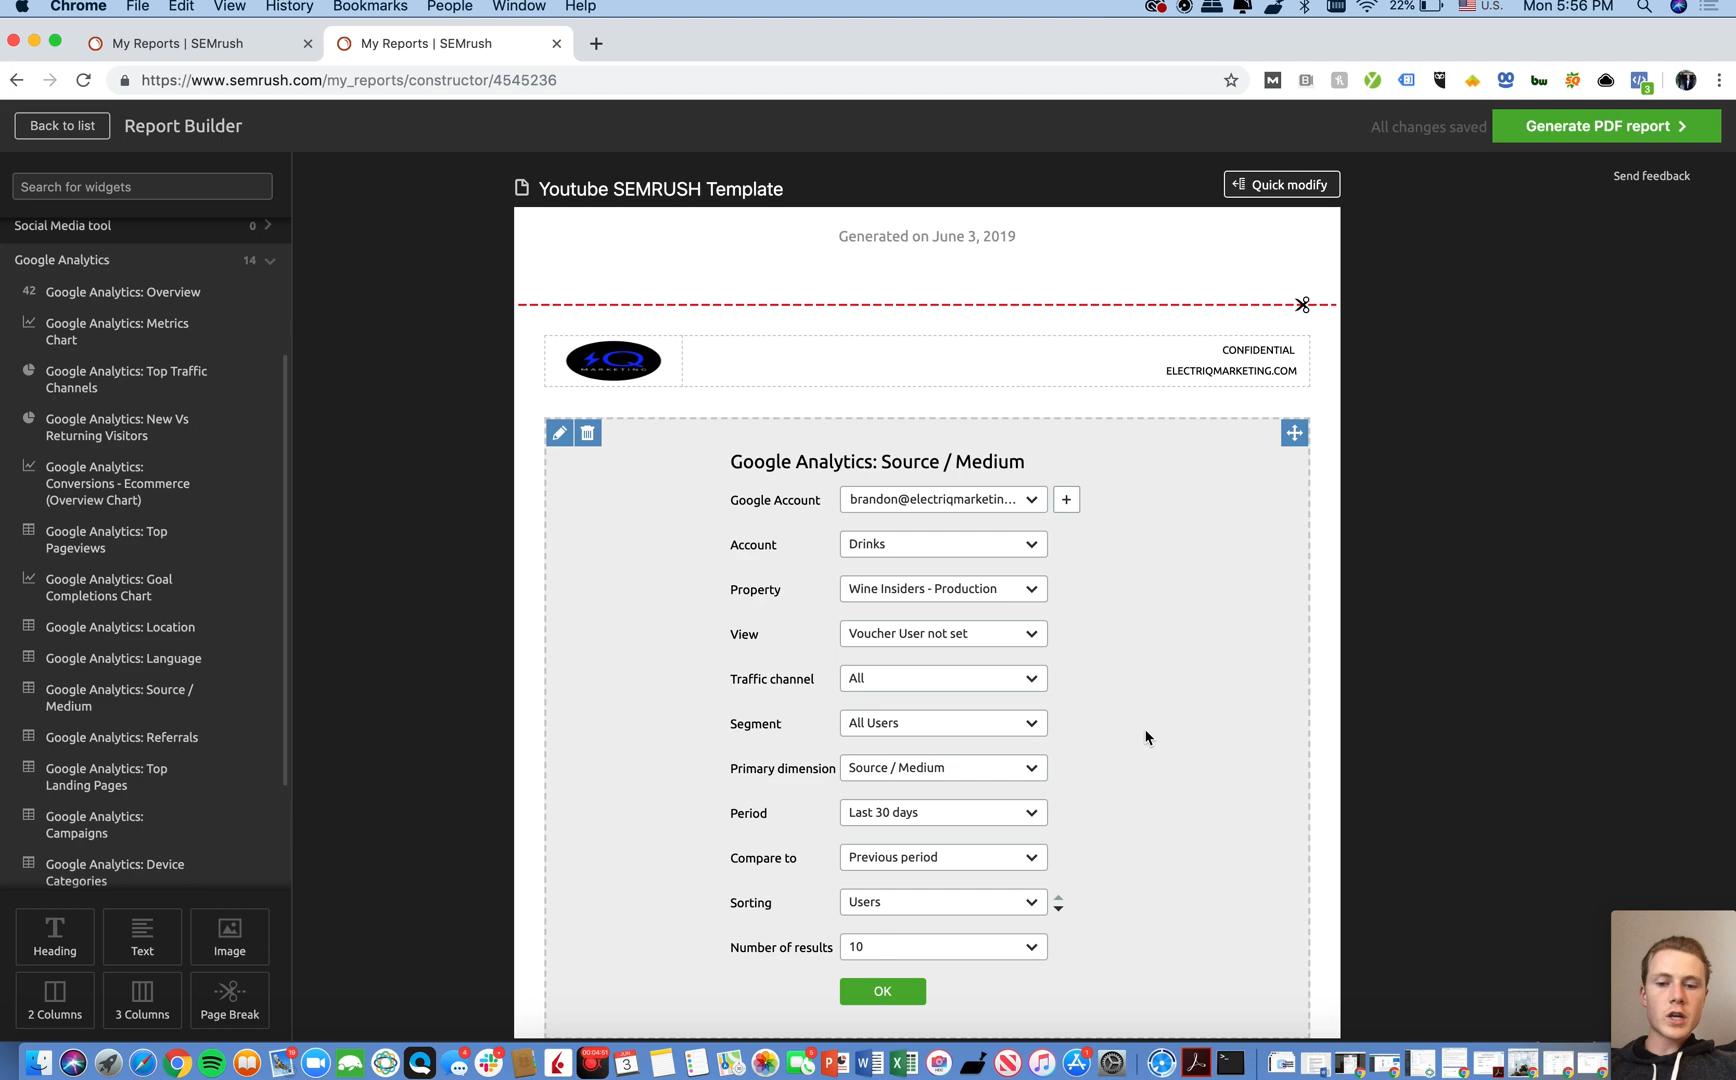 Chrome File Edit View History Bookmarks People Window Help 22% U.S. Mon 5:56 PM
My Reports | SEMrush My Reports | SEMrush
https://www.semrush.com/my_reports/constructor/4545236
Back to list Report Builder All changes saved Generate PDF report
Search for widgets
Youtube SEMRUSH Template
Quick modify
Send feedback
Social Media tool 0
Google Analytics 14
42 Google Analytics: Overview
Google Analytics: Metrics
Chart
Google Analytics: Top Traffic
Channels
Google Analytics: New Vs
Returning Visitors
Google Analytics:
Conversions - Ecommerce
(Overview Chart)
Google Analytics: Top
Pageviews
Google Analytics: Goal
Completions Chart
Google Analytics: Location
Google Analytics: Language
Google Analytics: Source /
Medium
Google Analytics: Referrals
Google Analytics: Top
Landing Pages
Google Analytics:
Campaigns
Google Analytics: Device
Categories
Heading Text Image
2 Columns 3 Columns Page Break
Generated on June 3, 2019
Q
MARKETING
CONFIDENTIAL
ELECTRIQMARKETING.COM
Google Analytics: Source / Medium
Google Account brandon@electriqmarketin... +
Account Drinks
Property Wine Insiders - Production
View Voucher User not set
Traffic channel All
Segment All Users
Primary dimension Source / Medium
Period Last 30 days
Compare to Previous period
Sorting Users
Number of results 10
OK